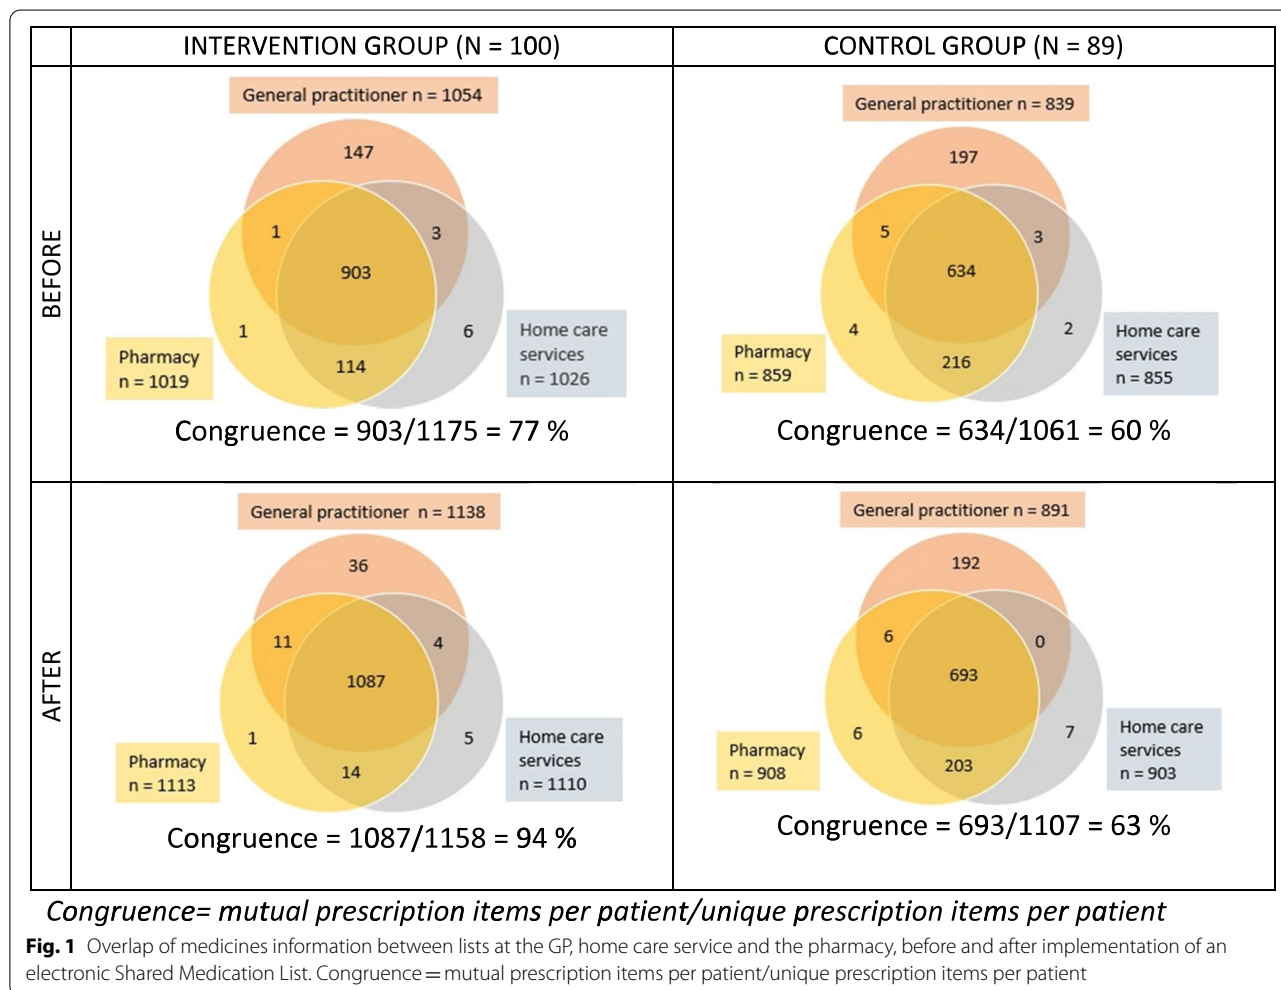 INTERVENTION GROUP (N = 100)
CONTROL GROUP (N = 89)
BEFORE
General practitioner n = 1054
147
1
3
903
1
6
114
Pharmacy
n = 1019
Home care
services
n = 1026
Congruence = 903/1175 = 77 %
General practitioner n = 839
197
5
3
634
4
2
216
Pharmacy
n = 859
Home care
services
n = 855
Congruence = 634/1061 = 60 %
AFTER
General practitioner n = 1138
36
11
4
1087
1
5
14
Pharmacy
n = 1113
Home care
services
n = 1110
Congruence = 1087/1158 = 94 %
General practitioner n = 891
192
6
0
693
6
7
203
Pharmacy
n = 908
Home care
services
n = 903
Congruence = 693/1107 = 63 %
Congruence= mutual prescription items per patient/unique prescription items per patient
Fig. 1 Overlap of medicines information between lists at the GP, home care service and the pharmacy, before and after implementation of an
electronic Shared Medication List. Congruence = mutual prescription items per patient/unique prescription items per patient